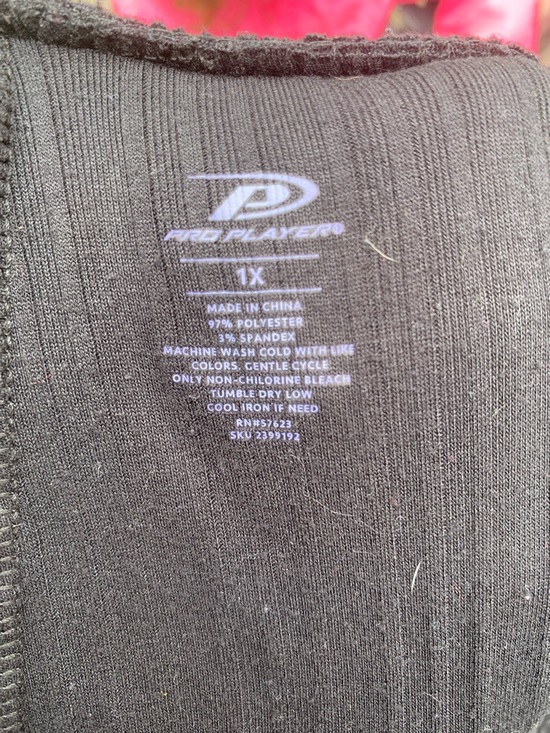 PRO PLAYER®
1X
MADE IN CHINA
97% POLYESTER
3% SPANDEX
MACHINE WASH COLD WITH LIKE
COLORS. GENTLE CYCLE
ONLY NON-CHILORINE BLEACH
TUMBLE DRY LOW
COOL IRON IF NEED
RN#57623
SKU 2399192